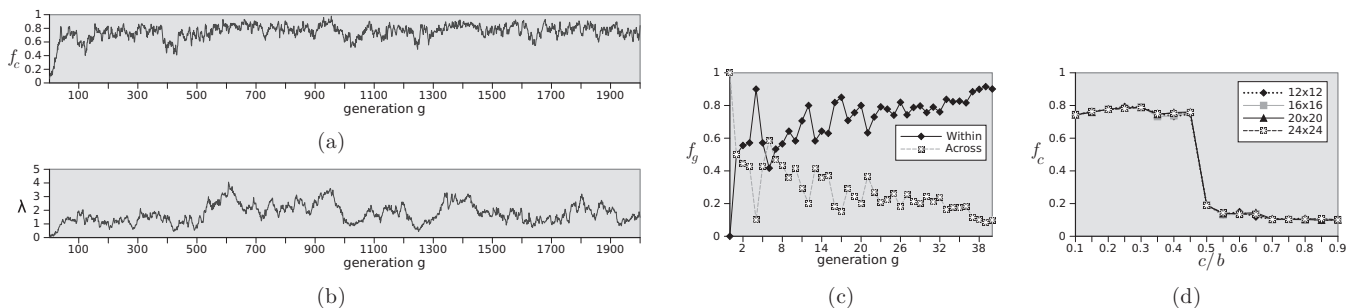 1
0.8
0.6
0.4
0.2
0
f_c
100 300 500 700 900 1100 1300 1500 1700 1900
generation g
(a)
5
4
3
2
1
0
λ
100 300 500 700 900 1100 1300 1500 1700 1900
generation g
(b)
1
0.8
0.6
0.4
0.2
0
f_g
Within
Across
2 8 14 20 26 32 38
generation g
(c)
1
0.8
0.6
0.4
0.2
0
f_c
12x12
16x16
20x20
24x24
0.1 0.2 0.3 0.4 0.5 0.6 0.7 0.8 0.9
c/b
(d)